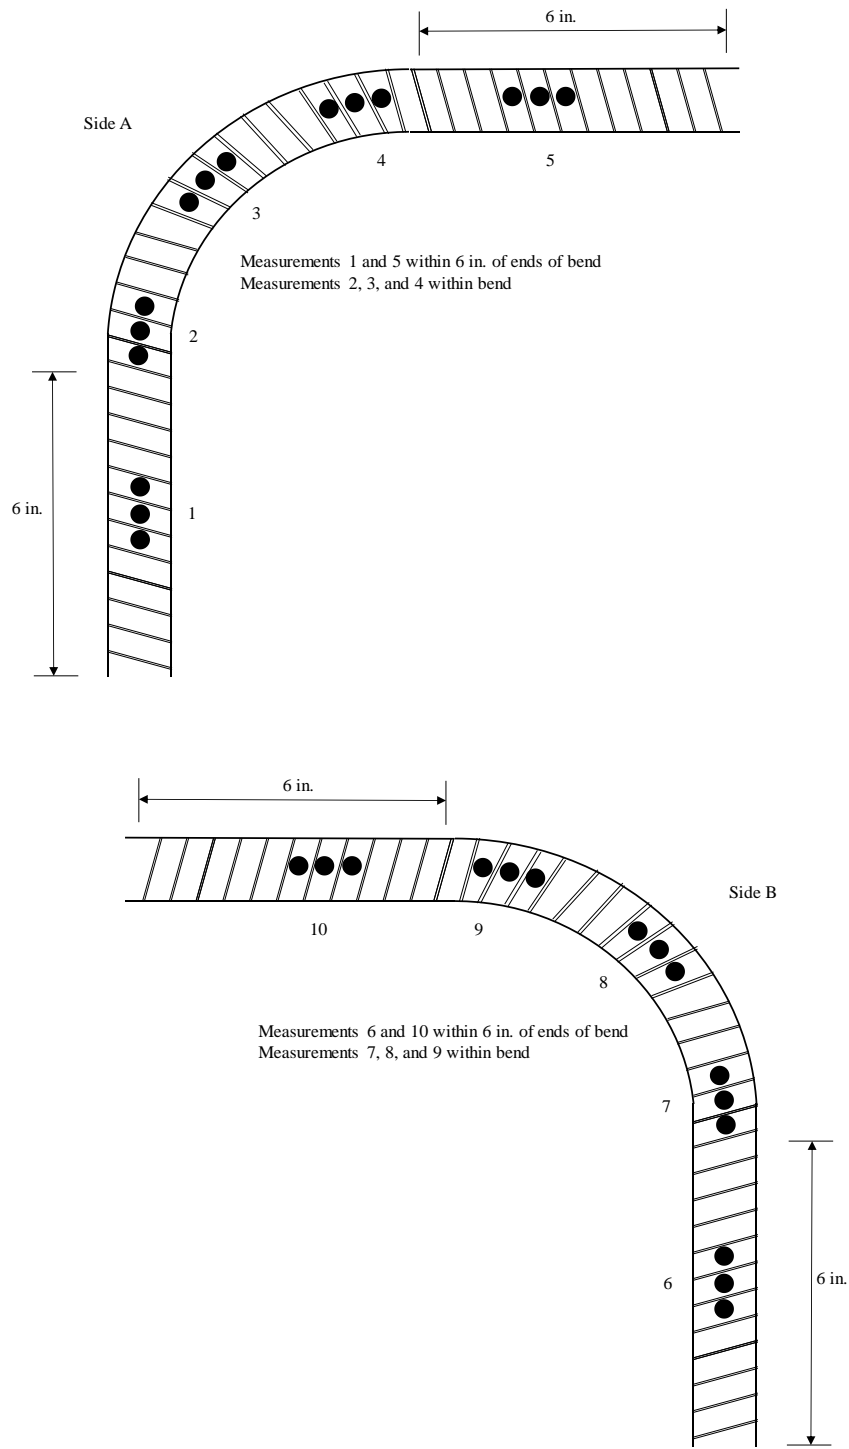 6 in.
Side A
4
5
3
Measurements 1 and 5 within 6 in. of ends of bend
Measurements 2, 3, and 4 within bend
2
6 in.
1
6 in.
Side B
10
9
8
Measurements 6 and 10 within 6 in. of ends of bend
Measurements 7, 8, and 9 within bend
7
6
6 in.